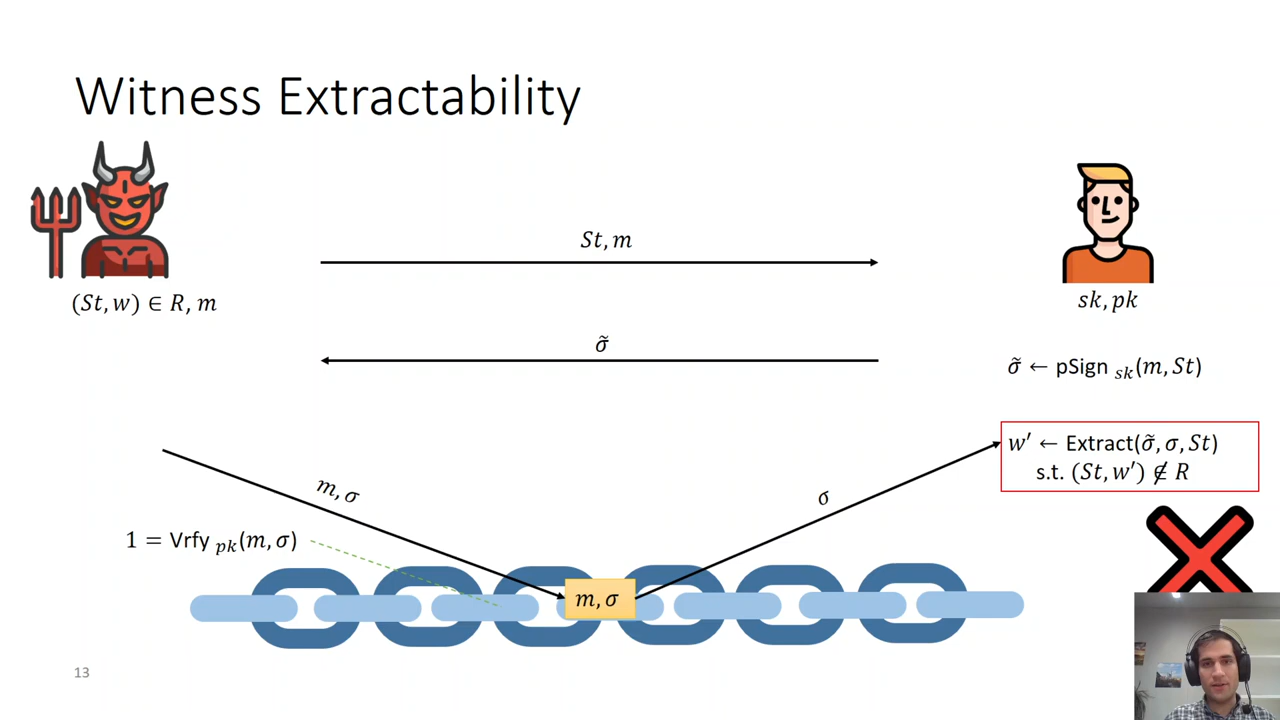 Witness Extractability
St, m
(St, w) ∈ R, m
sk, pk
σ̃
σ̃ ← pSign sk(m, St)
w′ ← Extract(σ̃, σ, St)
s.t. (St, w′) ∉ R
m, σ
σ
1 = Vrfy pk(m, σ)
m, σ
13